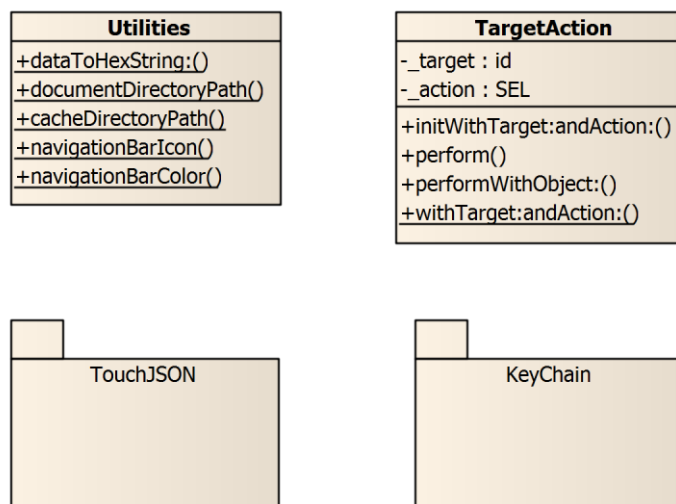 Utilities
+dataToHexString:()
+documentDirectoryPath()
+cacheDirectoryPath()
+navigationBarIcon()
+navigationBarColor()
TargetAction
-_target : id
-_action : SEL
+initWithTarget:andAction:()
+perform()
+performWithObject:()
+withTarget:andAction:()
TouchJSON
KeyChain